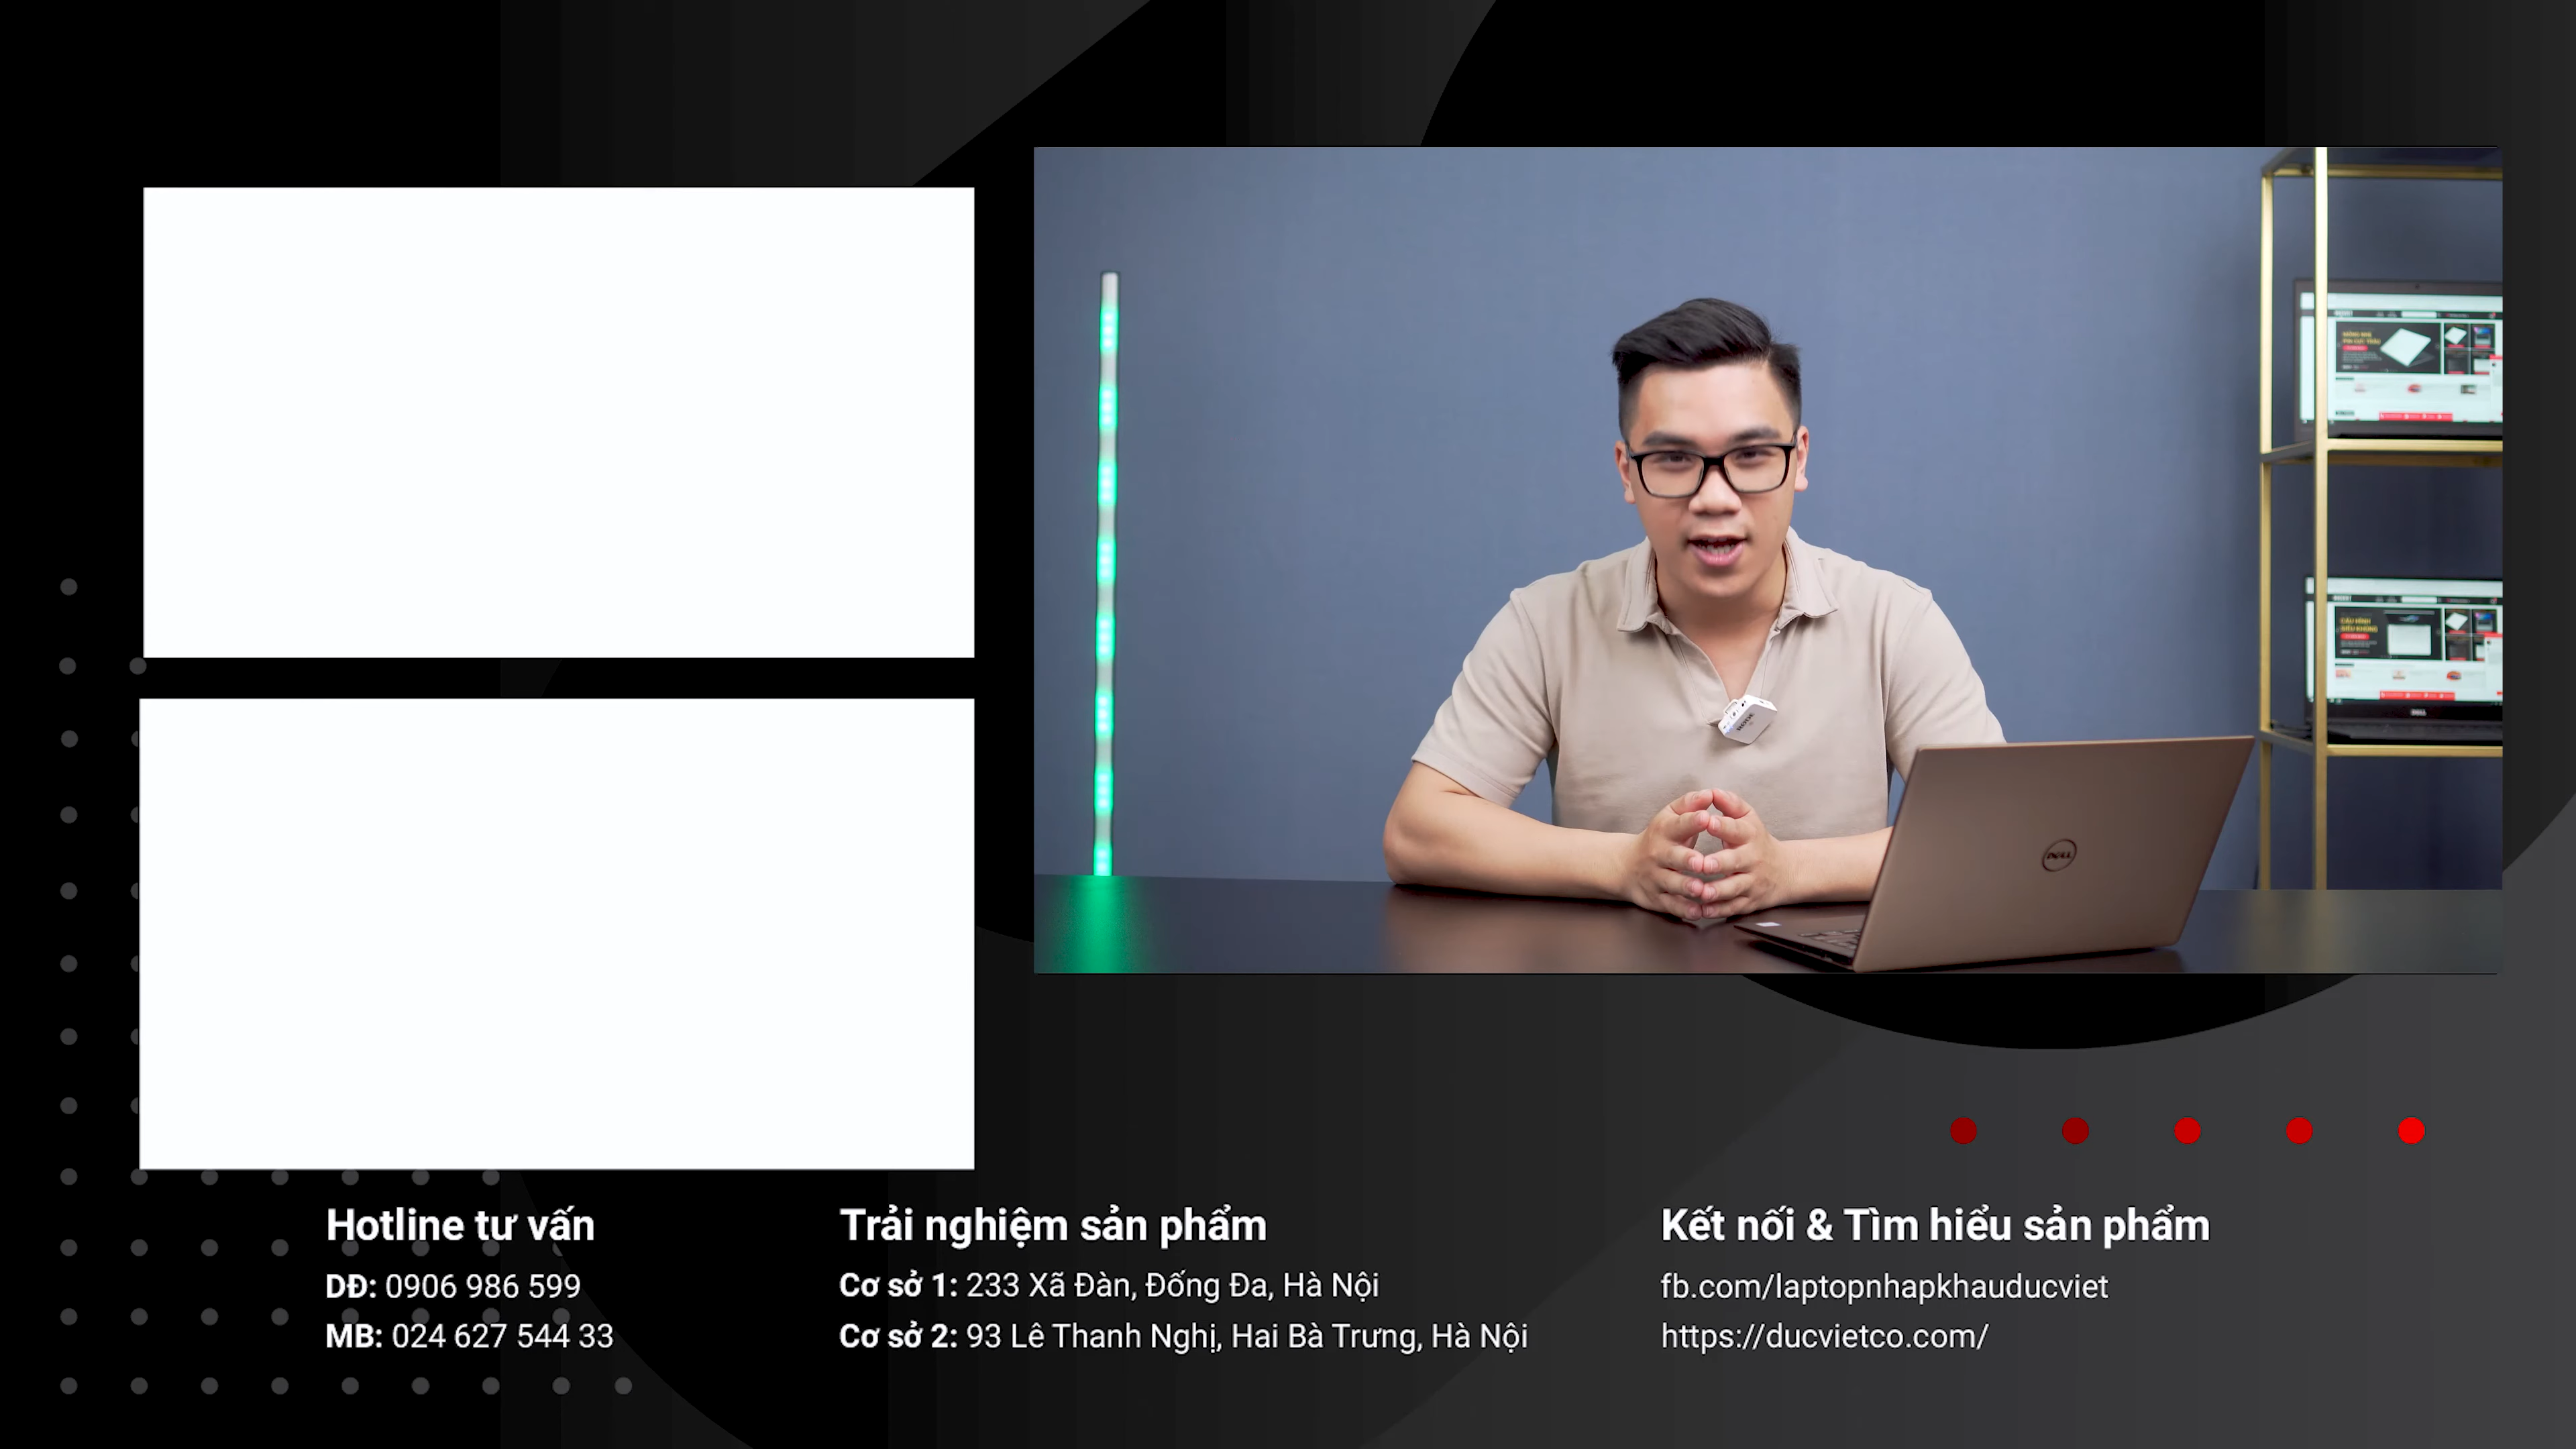 DELL
DELL
Hotline tư vấn
DĐ: 0906 986 599
MB: 024 627 544 33
Trải nghiệm sản phẩm
Cơ sở 1: 233 Xã Đàn, Đống Đa, Hà Nội
Cơ sở 2: 93 Lê Thanh Nghị, Hai Bà Trưng, Hà Nội
Kết nối & Tìm hiểu sản phẩm
fb.com/laptopnhapkhauducviet
https://ducvietco.com/